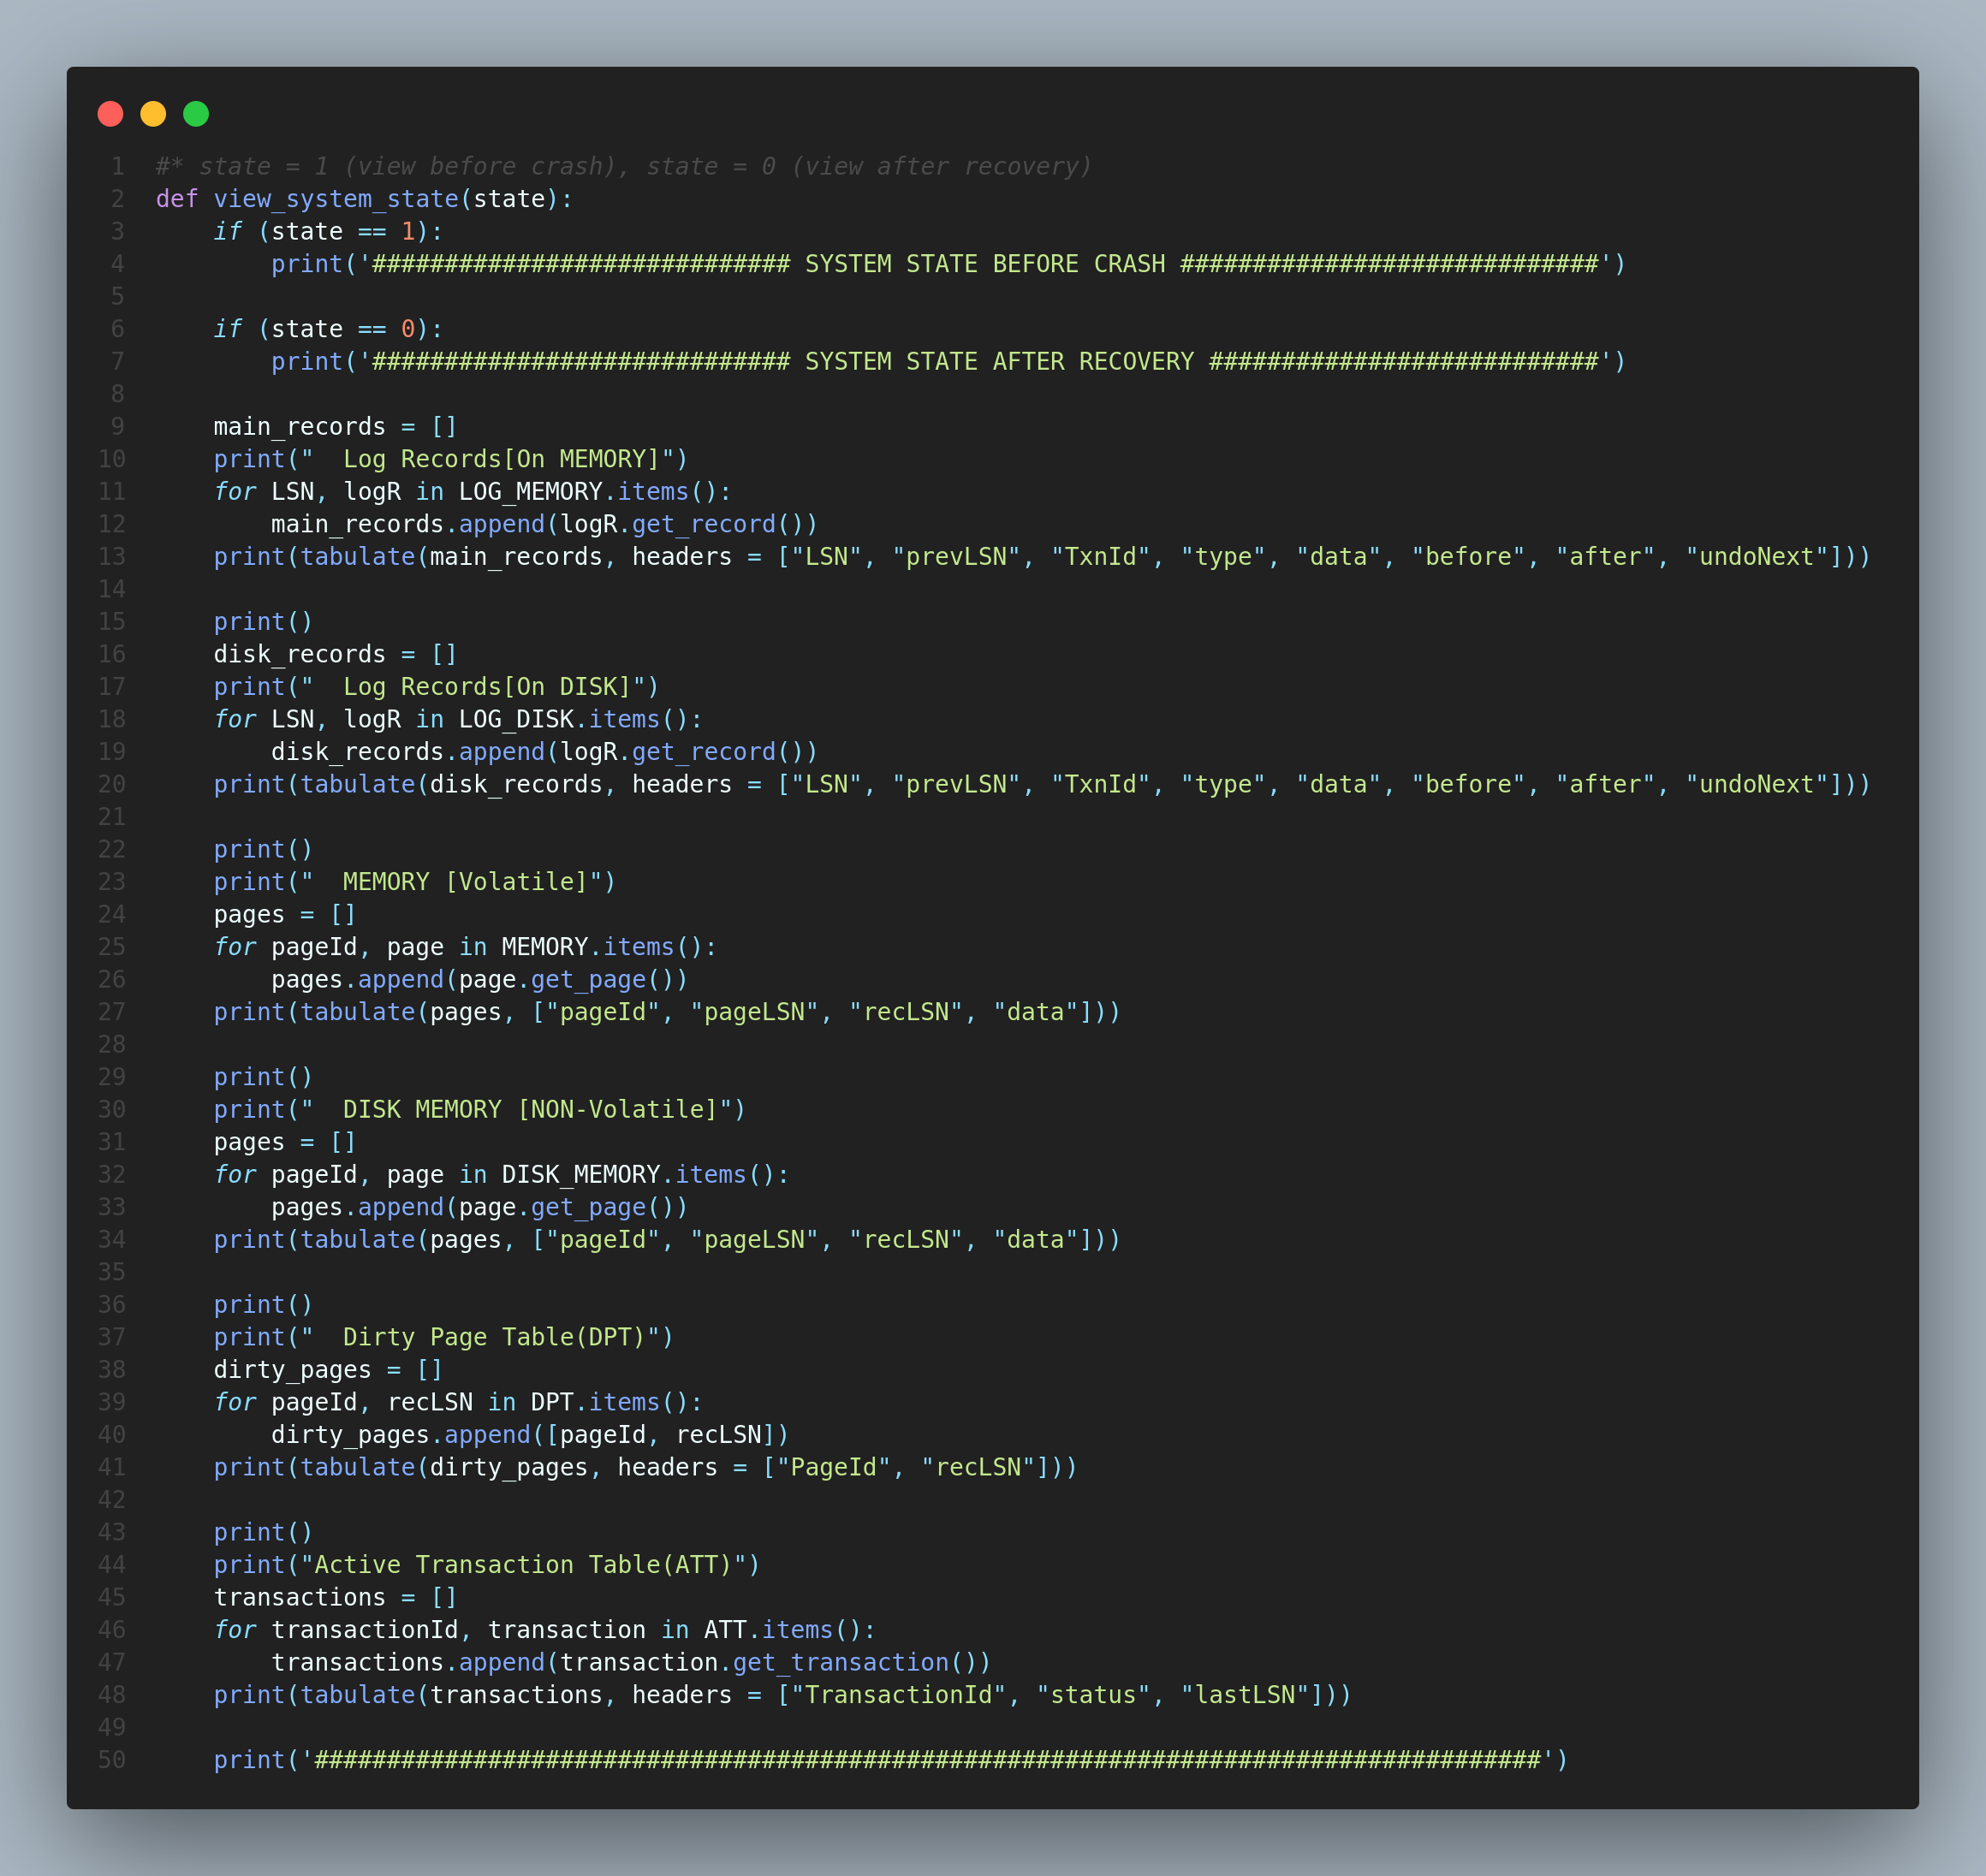 1 #* state = 1 (view before crash), state = 0 (view after recovery)
2 def view_system_state(state):
3     if (state == 1):
4         print('############################# SYSTEM STATE BEFORE CRASH #############################')
5
6     if (state == 0):
7         print('############################# SYSTEM STATE AFTER RECOVERY ###########################')
8
9     main_records = []
10     print("  Log Records[On MEMORY]")
11     for LSN, logR in LOG_MEMORY.items():
12         main_records.append(logR.get_record())
13     print(tabulate(main_records, headers = ["LSN", "prevLSN", "TxnId", "type", "data", "before", "after", "undoNext"]))
14
15     print()
16     disk_records = []
17     print("  Log Records[On DISK]")
18     for LSN, logR in LOG_DISK.items():
19         disk_records.append(logR.get_record())
20     print(tabulate(disk_records, headers = ["LSN", "prevLSN", "TxnId", "type", "data", "before", "after", "undoNext"]))
21
22     print()
23     print("  MEMORY [Volatile]")
24     pages = []
25     for pageId, page in MEMORY.items():
26         pages.append(page.get_page())
27     print(tabulate(pages, ["pageId", "pageLSN", "recLSN", "data"]))
28
29     print()
30     print("  DISK MEMORY [NON-Volatile]")
31     pages = []
32     for pageId, page in DISK_MEMORY.items():
33         pages.append(page.get_page())
34     print(tabulate(pages, ["pageId", "pageLSN", "recLSN", "data"]))
35
36     print()
37     print("  Dirty Page Table(DPT)")
38     dirty_pages = []
39     for pageId, recLSN in DPT.items():
40         dirty_pages.append([pageId, recLSN])
41     print(tabulate(dirty_pages, headers = ["PageId", "recLSN"]))
42
43     print()
44     print("Active Transaction Table(ATT)")
45     transactions = []
46     for transactionId, transaction in ATT.items():
47         transactions.append(transaction.get_transaction())
48     print(tabulate(transactions, headers = ["TransactionId", "status", "lastLSN"]))
49
50     print('#####################################################################################')